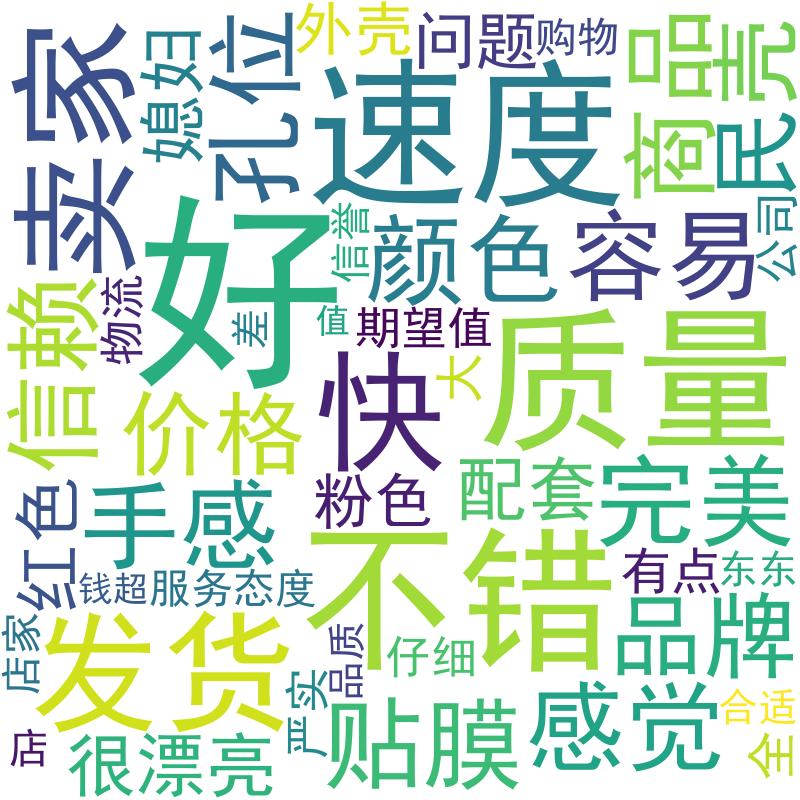 外壳
问题
购物
卖家
媳妇
孔位
速度
商品
亮
民
好
信誉
颜色
容易
公司
信赖
物流
差
值
期望值
大
质量
价格
快
红色
手感
粉色
配套
完美
不错
有点
东东
钱超
服务态度
店家
发货
品质
仔细
品牌
严实
贴膜
感觉
合适
全
店
很漂亮